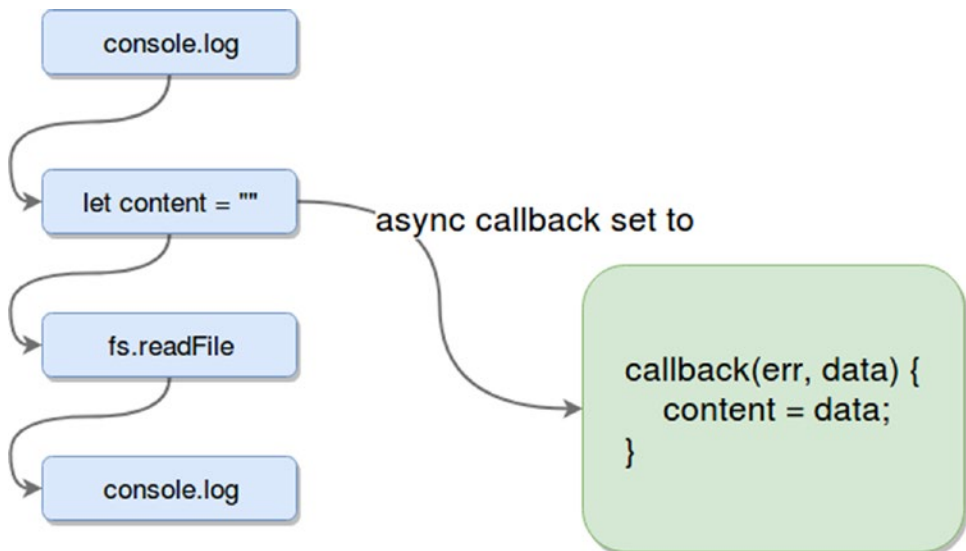 console.log
let content = ""
async callback set to
fs.readFile
callback(err, data) {
content = data;
}
console.log